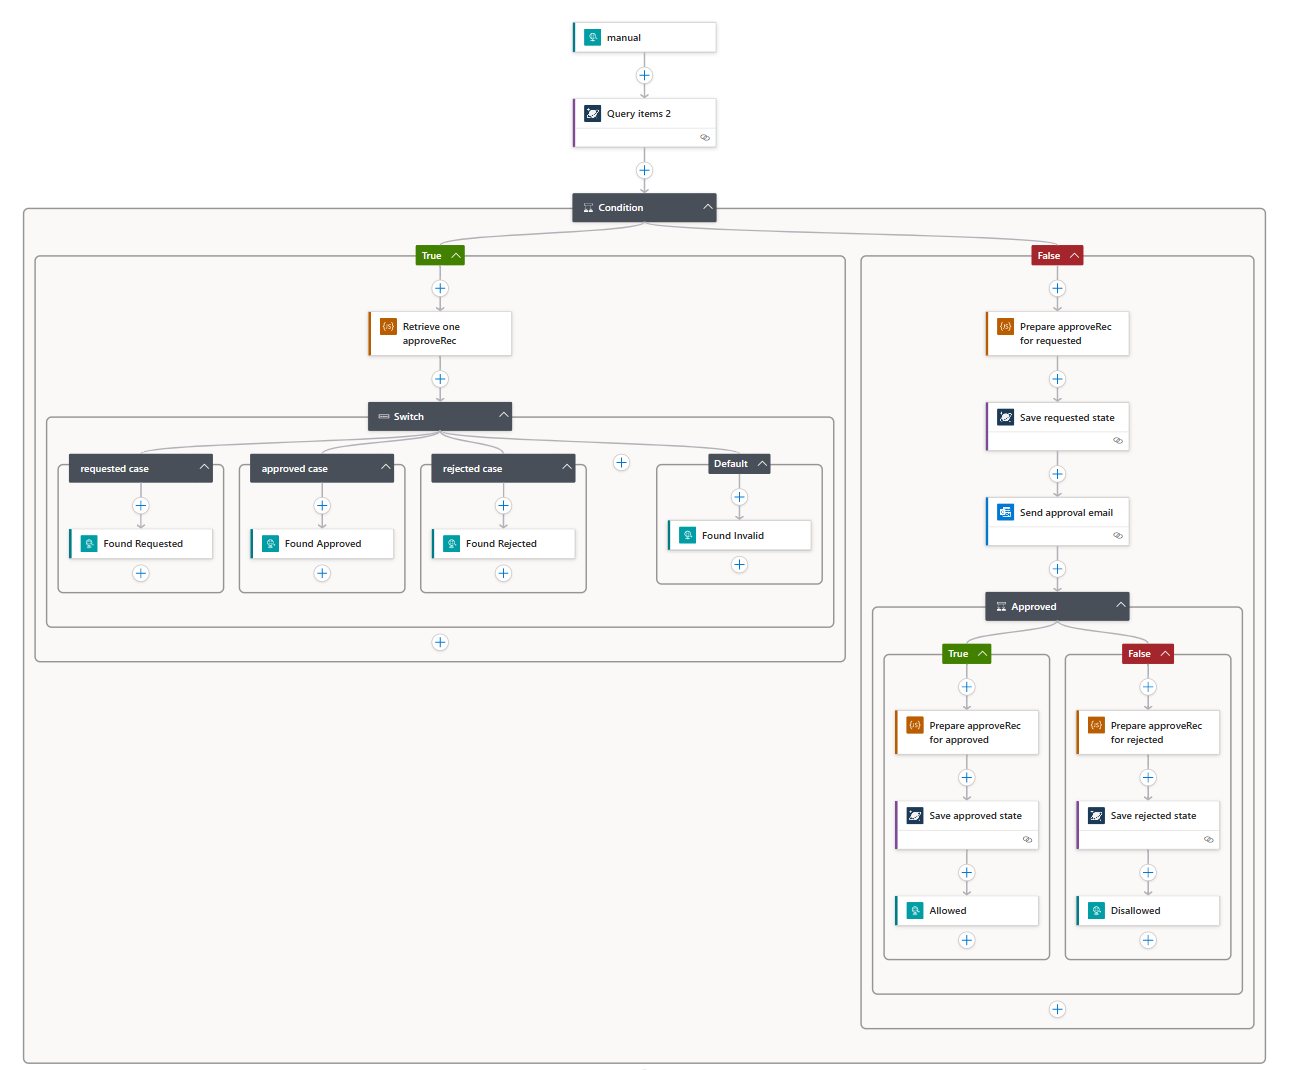 manual
Query items 2
Condition
True
False
Retrieve one
approveRec
Switch
requested case
approved case
rejected case
Default
Found Requested
Found Approved
Found Rejected
Found Invalid
Prepare approveRec
for requested
Save requested state
Send approval email
Approved
True
False
Prepare approveRec
for approved
Prepare approveRec
for rejected
Save approved state
Save rejected state
Allowed
Disallowed